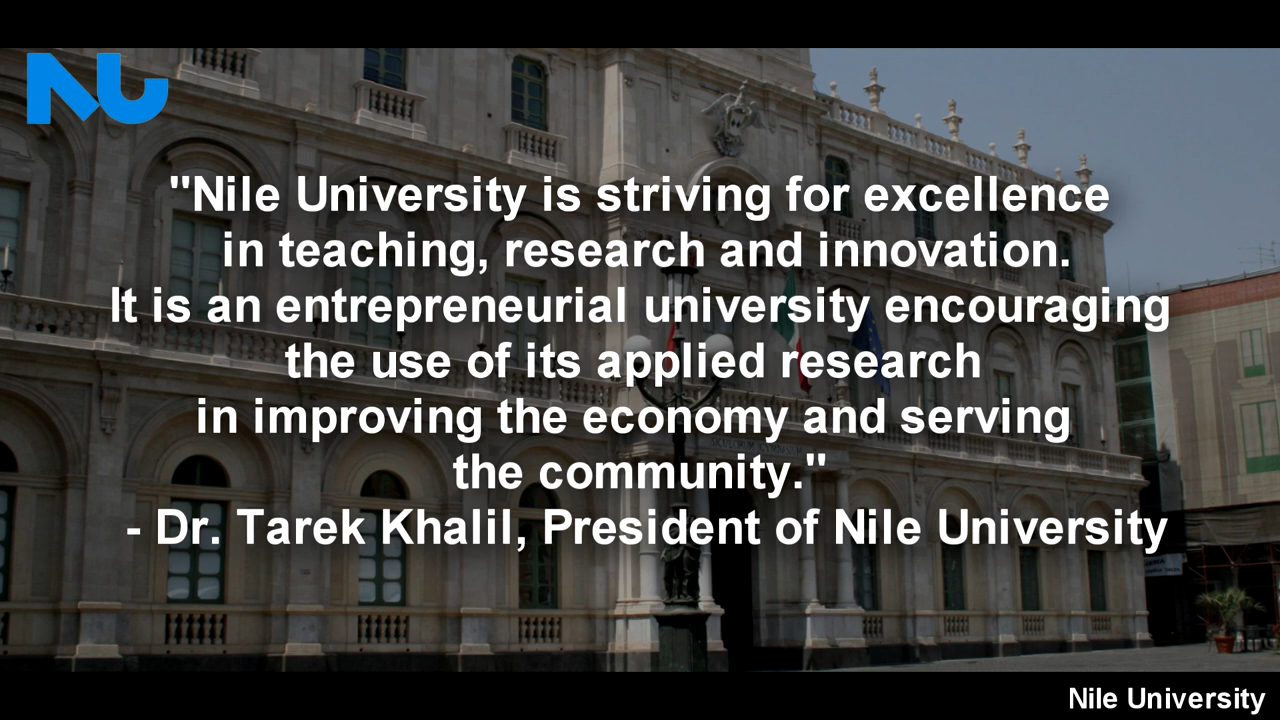 NU
"Nile University is striving for excellence
in teaching, research and innovation.
It is an entrepreneurial university encouraging
the use of its applied research
in improving the economy and serving
the community."
- Dr. Tarek Khalil, President of Nile University
Nile University